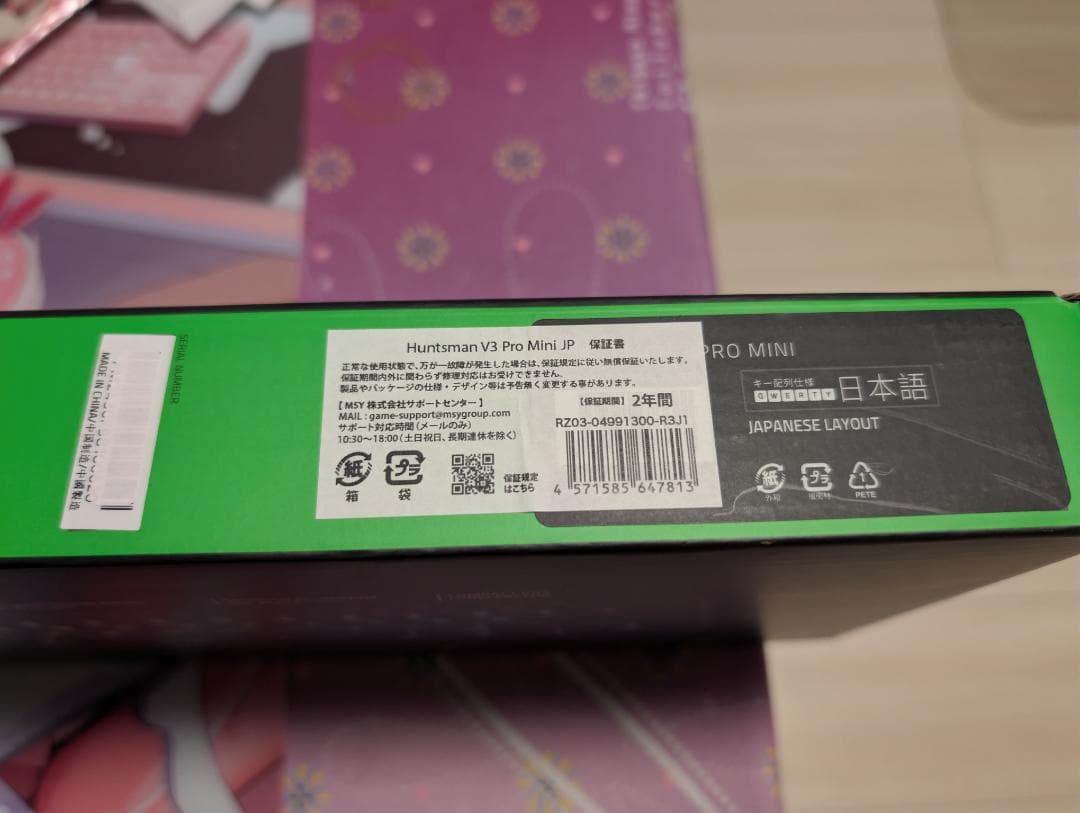 Huntsman V3 Pro Mini JP 保証書
正常な使用状態で、万が一故障が発生した場合は、保証規定に従い無償保証いたします。
保証期間内外に関わらず修理対応はお受けできません。
製品やパッケージの仕様・デザイン等は予告無く変更する事があります。
【 MSY 株式会社サポートセンター 】
MAIL : game-support@msygroup.com
サポート対応時間（メールのみ）
10:30～18:00（土日祝日、長期連休を除く）
【保証期間】 2年間
RZ03-04991300-R3J1
4 571585 647813
紙
箱
プラ
袋
保証規定
はこちら
PRO MINI
キー配列仕様
QWERTY 日本語
JAPANESE LAYOUT
紙
外箱
プラ
1
PETE
SERIAL NUMBER
MADE IN CHINA/中国制造/中國製造